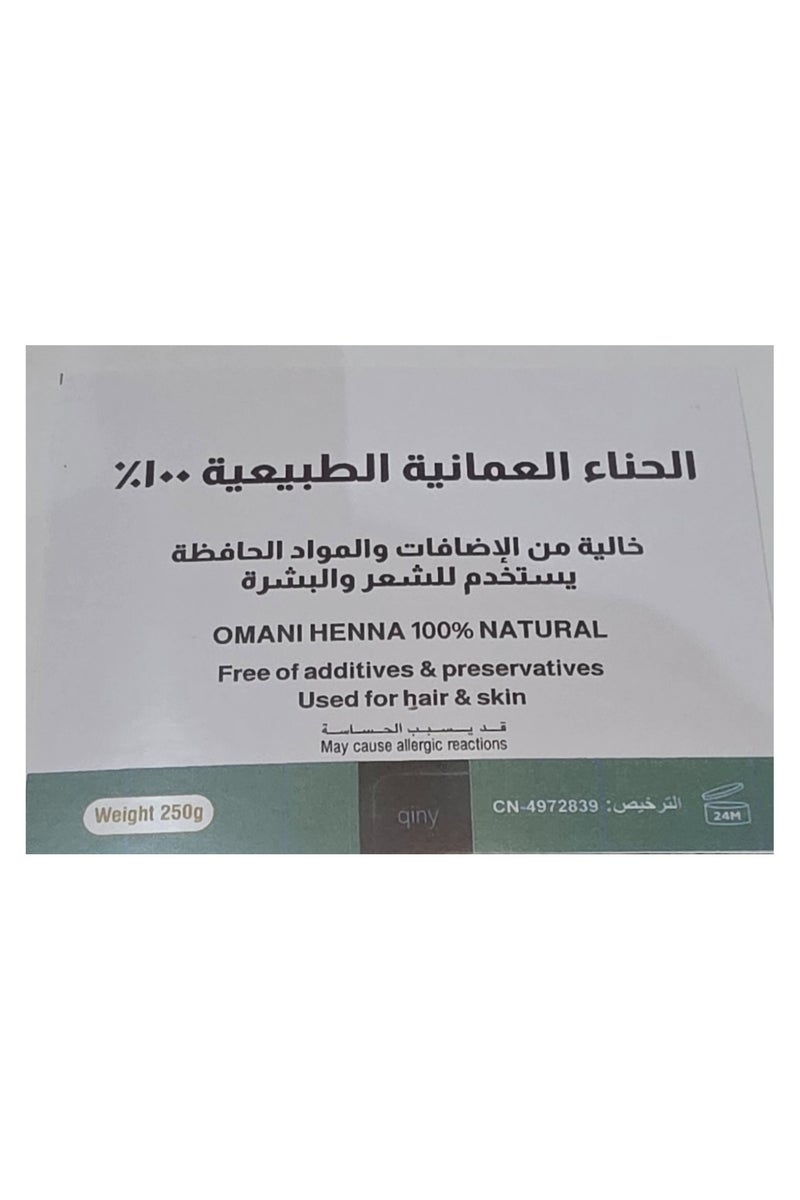 الحناء العمانية الطبيعية ١٠٠٪
خالية من الإضافات والمواد الحافظة
يستخدم للشعر والبشرة
OMANI HENNA 100% NATURAL
Free of additives & preservatives
Used for hair & skin
قد يسبب الحساسة
May cause allergic reactions
Weight 250g
qiny
الترخيص: CN-4972839
24M